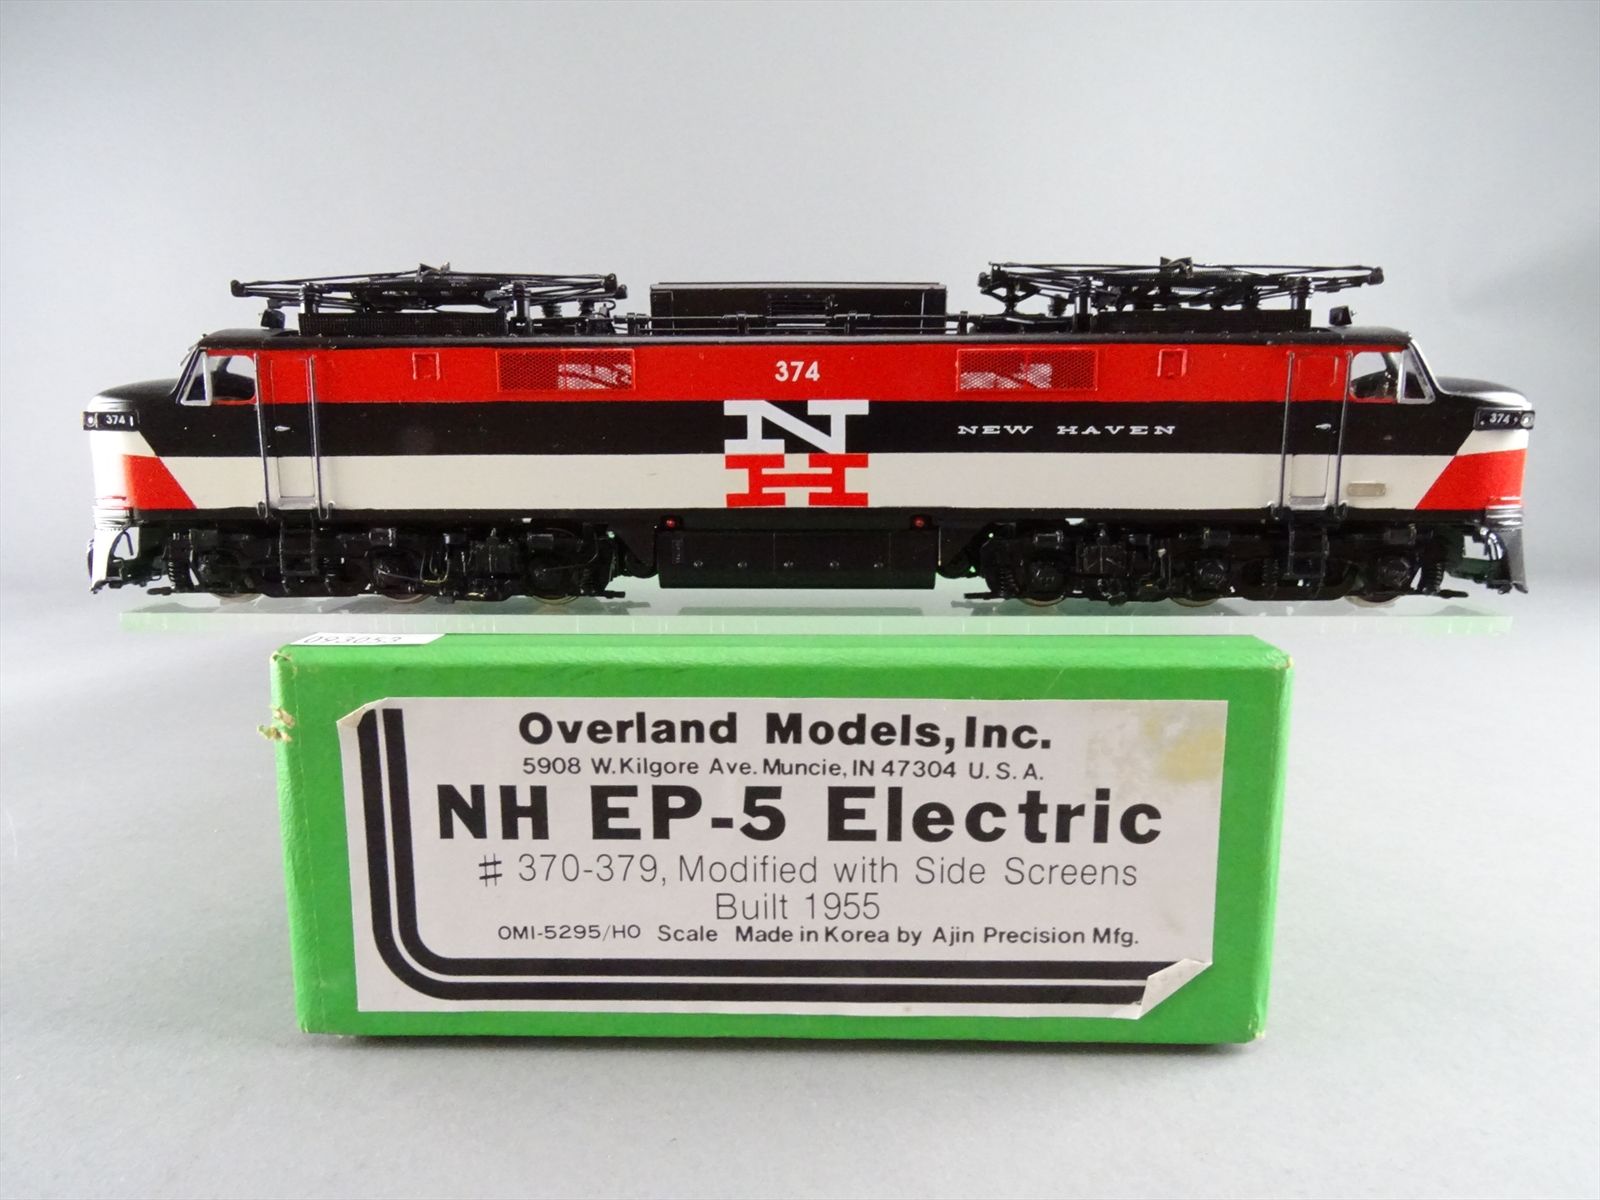 374
374
374
N
H
NEW HAVEN
093053
Overland Models, Inc.
5908 W. Kilgore Ave. Muncie, IN 47304 U.S.A.
NH EP-5 Electric
# 370-379, Modified with Side Screens
Built 1955
OMI-5295/HO Scale Made in Korea by Ajin Precision Mfg.